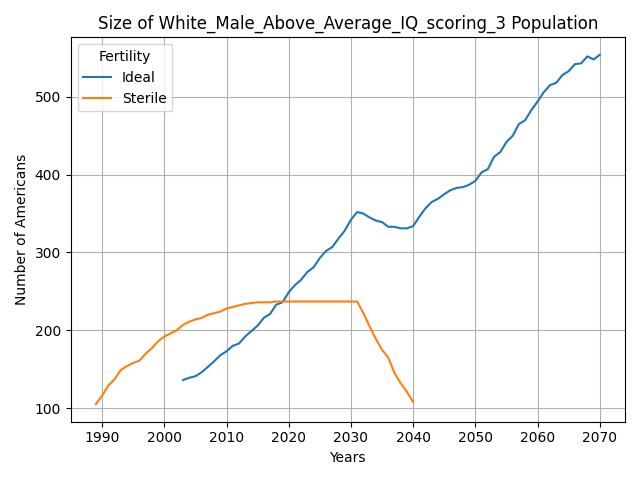 Size of White_Male_Above_Average_IQ_scoring_3 Population
Fertility
Ideal
Sterile
Number of Americans
500
400
300
200
100
1990 2000 2010 2020 2030 2040 2050 2060 2070
Years